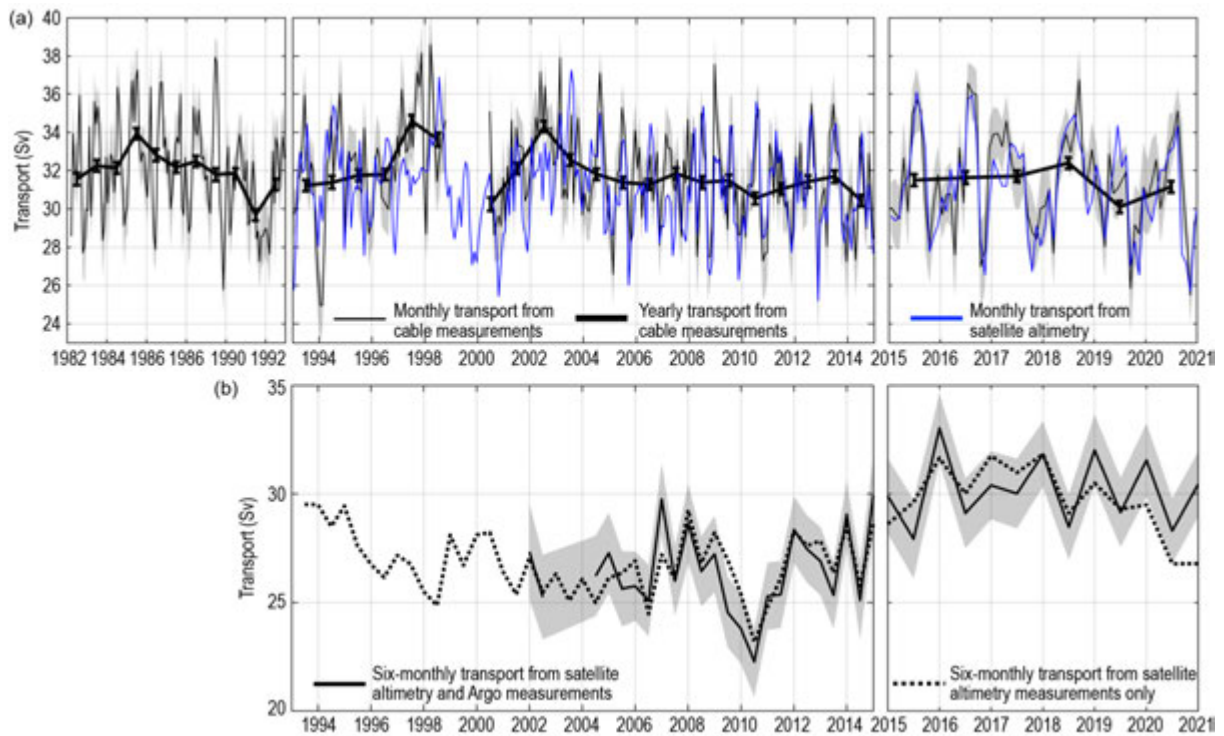 (a)
Transport (Sv)
40
38
36
34
32
30
28
26
24
Monthly transport from
cable measurements
Yearly transport from
cable measurements
Monthly transport from
satellite altimetry
1982 1984 1986 1986 1990 1992
1994 1996 1998 2000 2002 2004 2006 2008 2010 2012 2014
2015 2016 2017 2018 2019 2020 2021
(b)
Transport (Sv)
35
30
25
20
Six-monthly transport from satellite
altimetry and Argo measurements
Six-monthly transport from satellite
altimetry measurements only
1994 1996 1998 2000 2002 2004 2006 2008 2010 2012 2014
2015 2016 2017 2018 2019 2020 2021